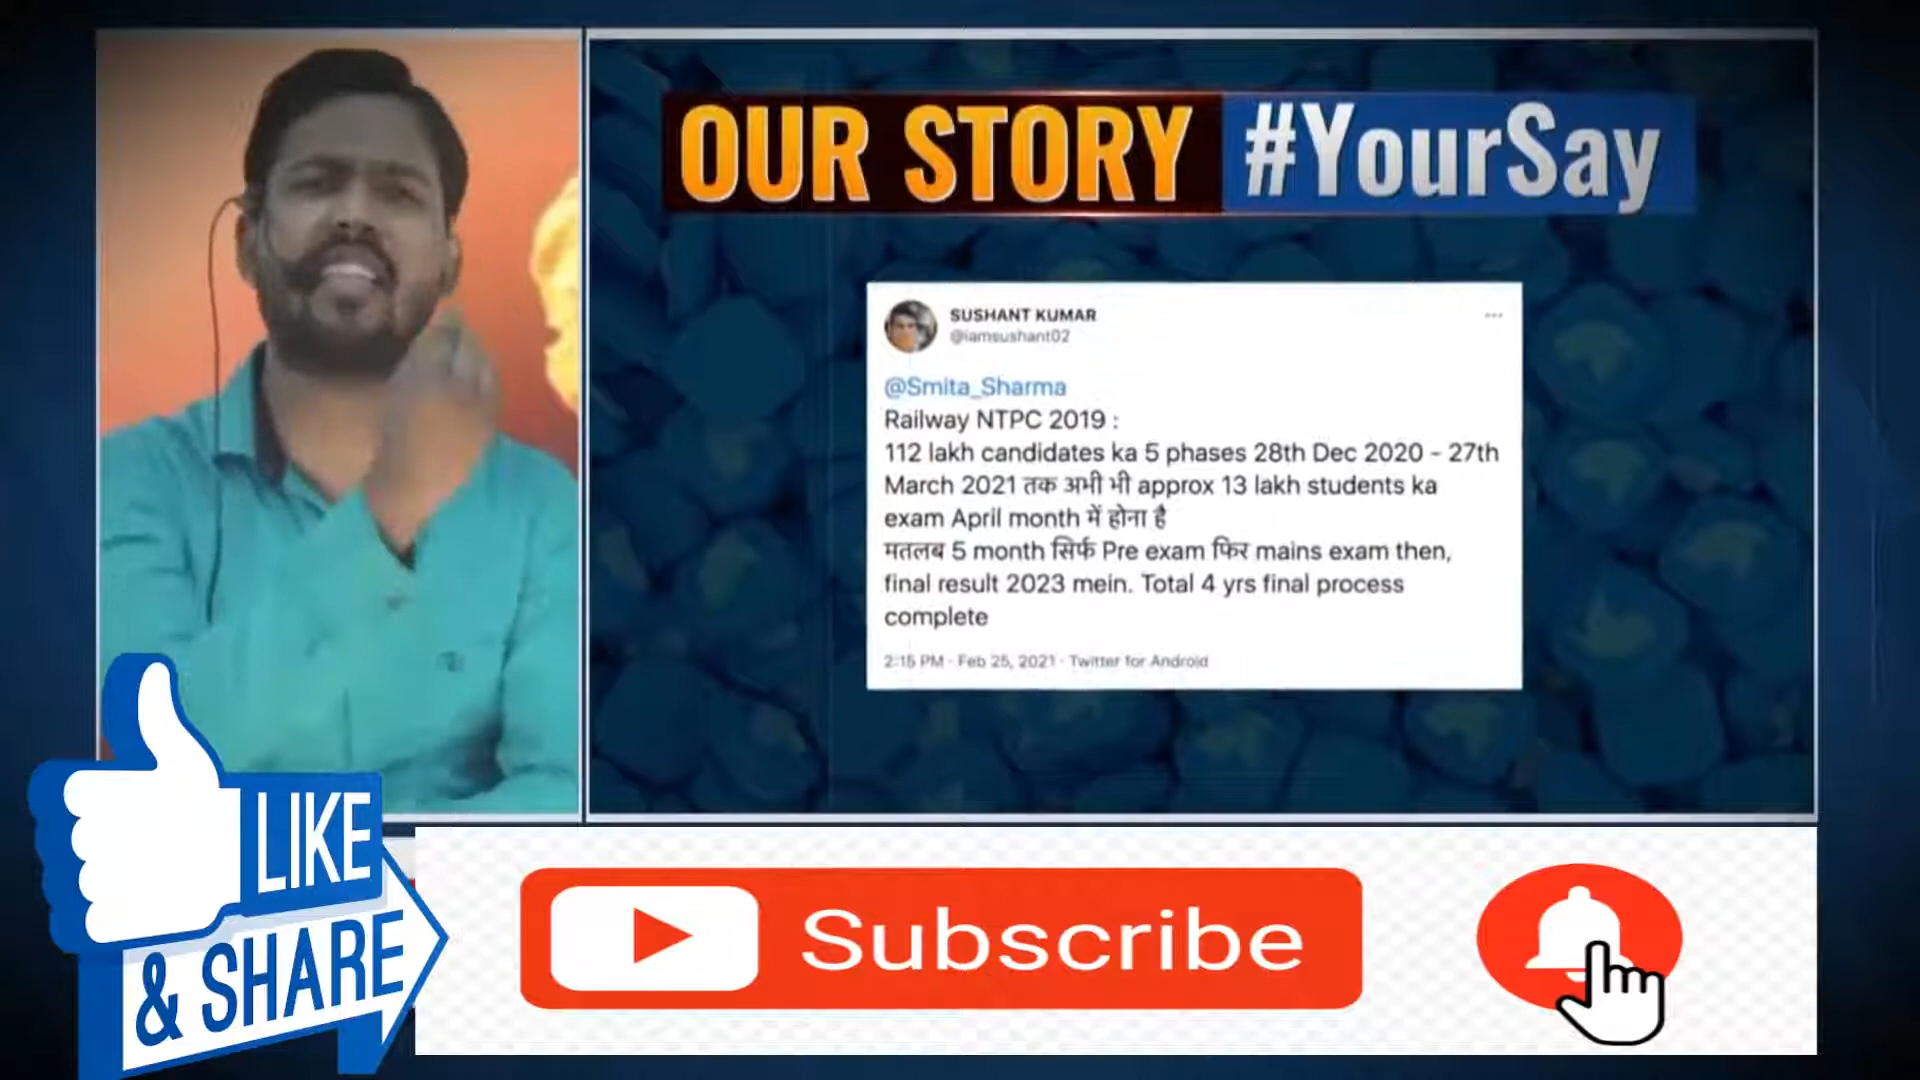 OUR STORY #YourSay
SUSHANT KUMAR
@iamsushant02
@Smita_Sharma
Railway NTPC 2019 :
112 lakh candidates ka 5 phases 28th Dec 2020 - 27th
March 2021 तक अभी भी approx 13 lakh students ka
exam April month में होना है
मतलब 5 month सिर्फ Pre exam फिर mains exam then,
final result 2023 mein. Total 4 yrs final process
complete
2:15 PM · Feb 25, 2021 · Twitter for Android
LIKE
& SHARE
Subscribe